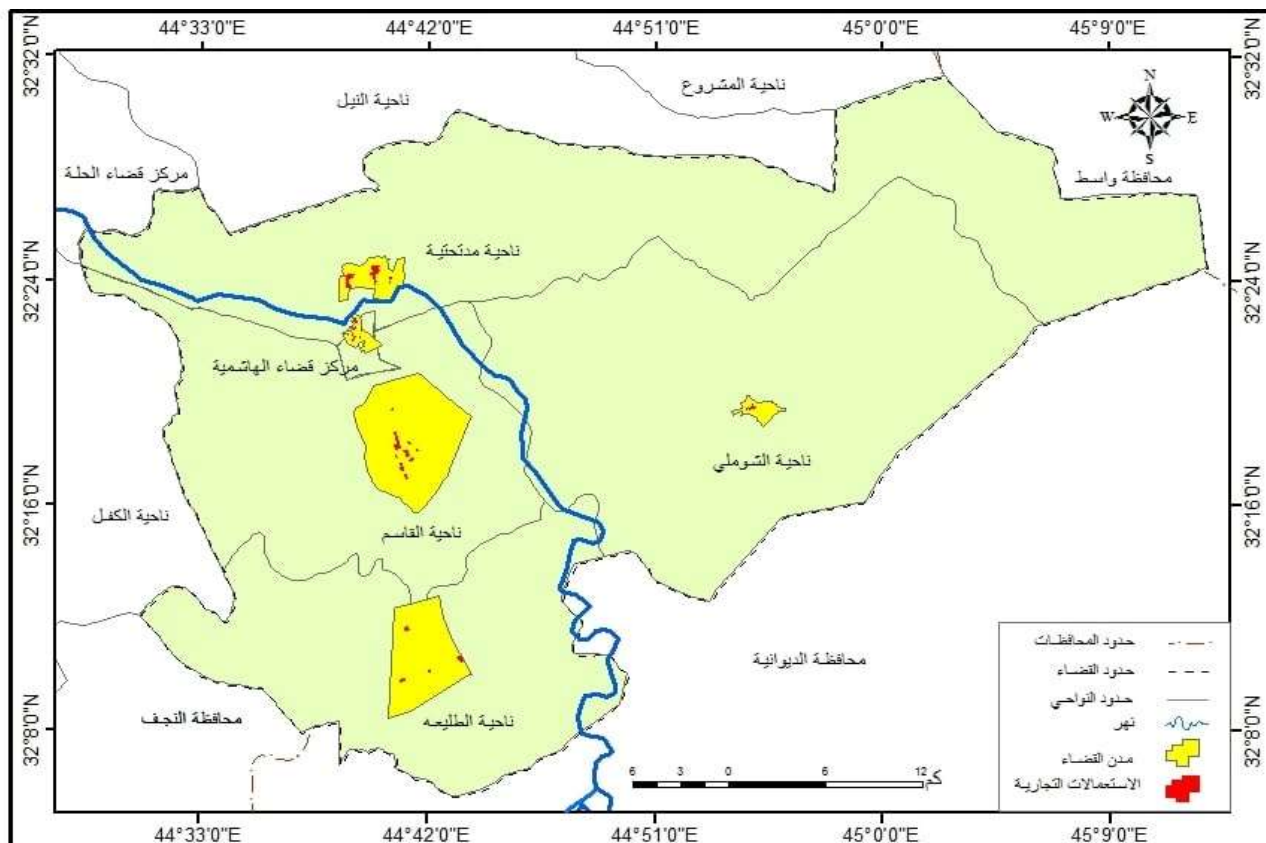 44°33'0"E 44°42'0"E 44°51'0"E 45°0'0"E 45°9'0"E
32°32'0"N
32°32'0"N
ناحية المشروع
ناحية النيل
N
W E
S
مركز قضاء الحلة
محافظة واسط
ناحية مدتحتية
32°24'0"N
32°24'0"N
مركز قضاء الهاشمية
ناحية الشوملي
32°16'0"N
32°16'0"N
ناحية الكفل
ناحية القاسم
محافظة الديوانية
محافظة النجف
ناحية الطليعه
32°8'0"N
32°8'0"N
حدود المحافظات
حدود القضاء
حدود النواحي
نهر
مدن القضاء
الاستعمالات التجارية
6 3 0 6 12
كم
44°33'0"E 44°42'0"E 44°51'0"E 45°0'0"E 45°9'0"E